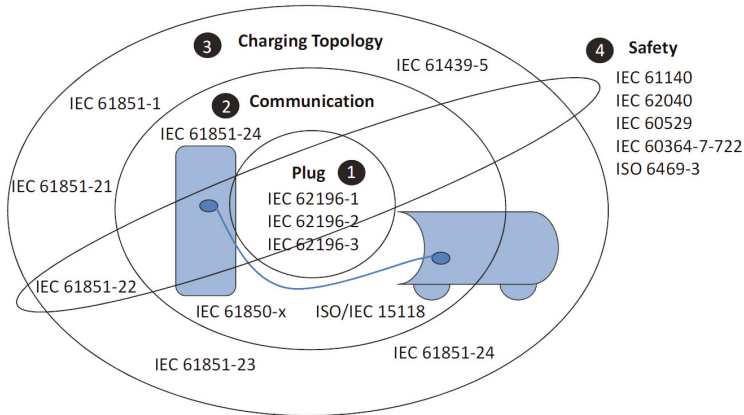 3 Charging Topology
4 Safety
IEC 61439-5
IEC 61140
IEC 62040
IEC 60529
IEC 60364-7-722
ISO 6469-3
IEC 61851-1
2 Communication
IEC 61851-24
Plug 1
IEC 62196-1
IEC 62196-2
IEC 62196-3
IEC 61851-21
IEC 61851-22
IEC 61850-x
ISO/IEC 15118
IEC 61851-23
IEC 61851-24